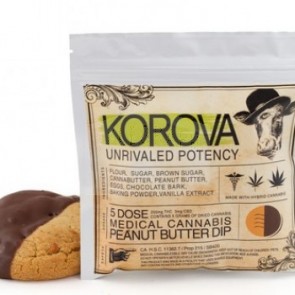 KOROVA
UNRIVALED POTENCY
FLOUR, SUGAR, BROWN SUGAR,
CANNABUTTER, PEANUT BUTTER,
EGGS, CHOCOLATE BARK,
BAKING POWDER, VANILLA EXTRACT
MADE WITH HYBRID CANNABIS
5 DOSE
MEDICAL CANNABIS
PEANUT BUTTER DIP